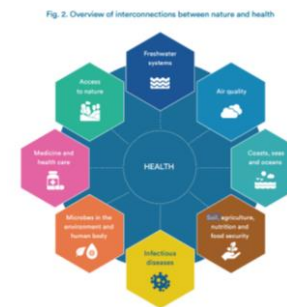 Fig. 2. Overview of interconnections between nature and health
Freshwater
systems
Access
to nature
Air quality
Medicine and
health care
HEALTH
Coasts, seas
and oceans
Microbes in the
environment and
human body
Soil, agriculture,
nutrition and
food security
Infectious
diseases